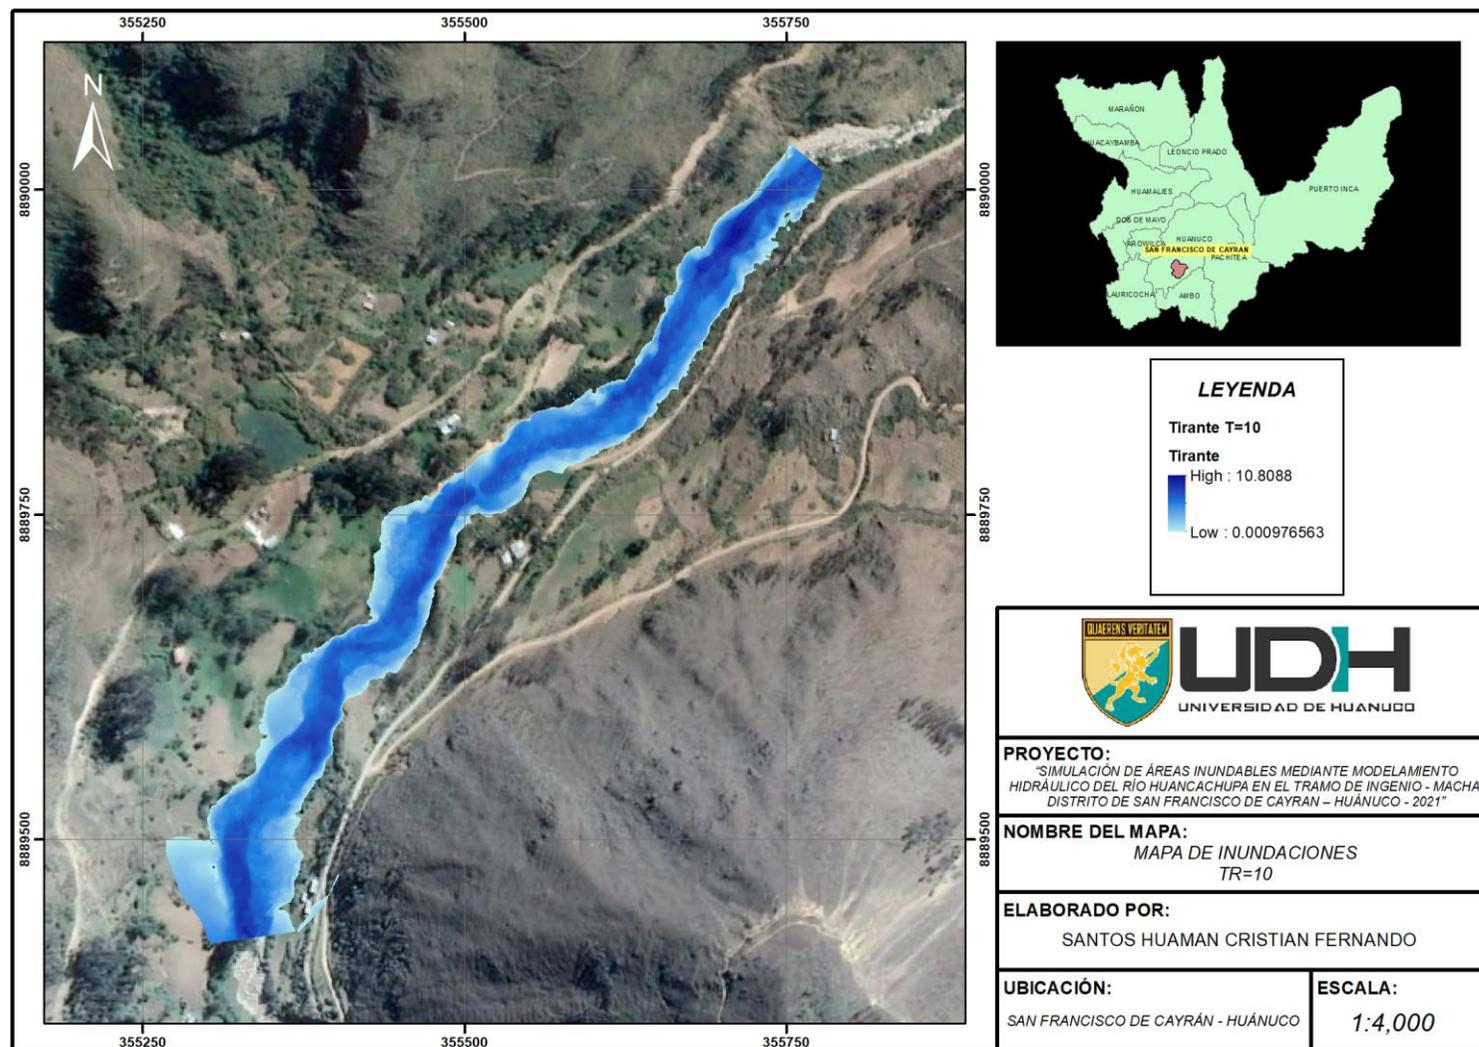 355250
355500
355750
N
8890000
8890000
8889750
8889750
8889500
8889500
355250
355500
355750
MARAÑON
HUACAYBAMBA
LEONCIO PRADO
HUAMALIES
PUERTO INCA
DOS DE MAYO
YAROWILCA
HUANUCO
SAN FRANCISCO DE CAYRAN
PACHITEA
LAURICOCHA
AMBO
LEYENDA
Tirante T=10
Tirante
High : 10.8088
Low : 0.000976563
QUAERENS VERITATEM
UDH
UNIVERSIDAD DE HUANUCO
PROYECTO:
"SIMULACIÓN DE ÁREAS INUNDABLES MEDIANTE MODELAMIENTO
HIDRÁULICO DEL RÍO HUANCACHUPA EN EL TRAMO DE INGENIO - MACHA
DISTRITO DE SAN FRANCISCO DE CAYRAN – HUÁNUCO - 2021"
NOMBRE DEL MAPA:
MAPA DE INUNDACIONES
TR=10
ELABORADO POR:
SANTOS HUAMAN CRISTIAN FERNANDO
UBICACIÓN:
SAN FRANCISCO DE CAYRÁN - HUÁNUCO
ESCALA:
1:4,000